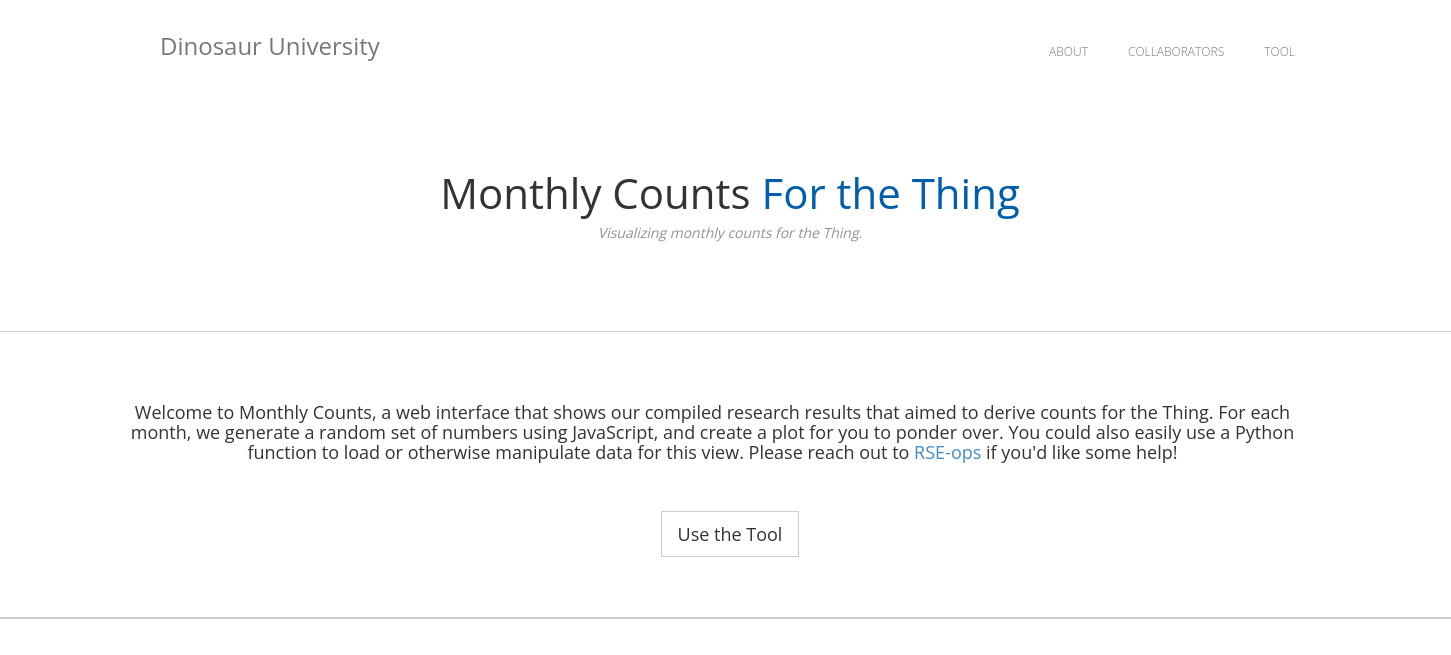 Dinosaur University
ABOUT COLLABORATORS TOOL
Monthly Counts For the Thing
Visualizing monthly counts for the Thing.
Welcome to Monthly Counts, a web interface that shows our compiled research results that aimed to derive counts for the Thing. For each
month, we generate a random set of numbers using JavaScript, and create a plot for you to ponder over. You could also easily use a Python
function to load or otherwise manipulate data for this view. Please reach out to RSE-ops if you'd like some help!
Use the Tool